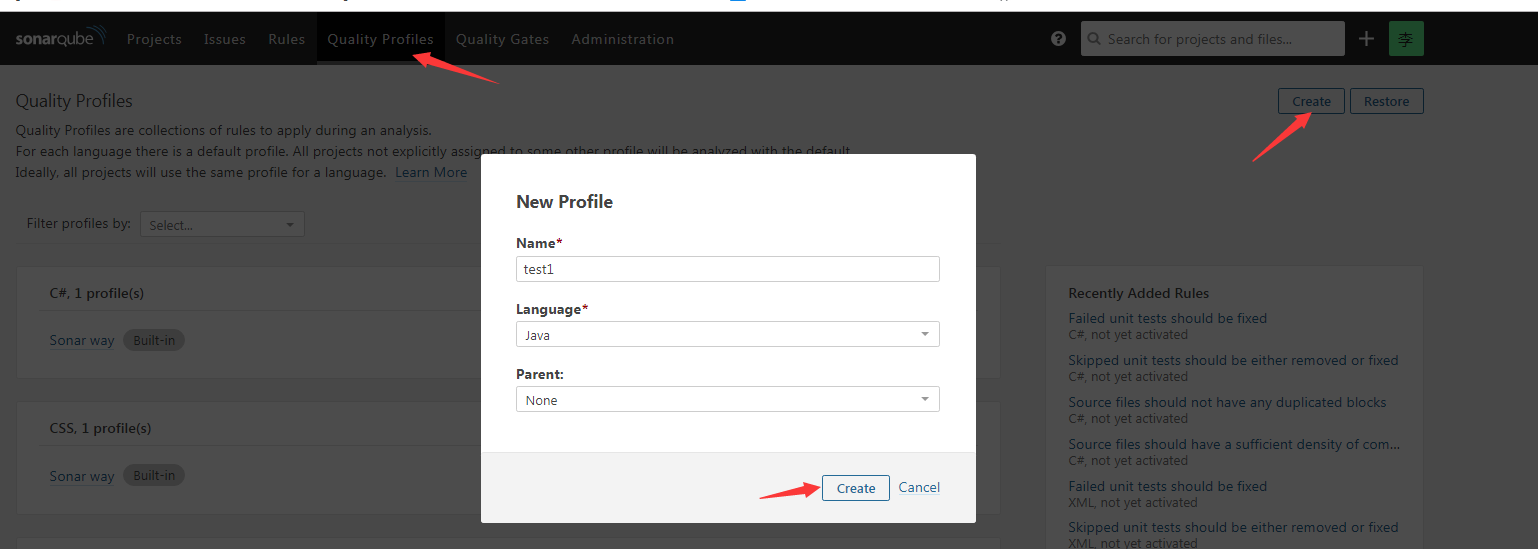 sonarqube Projects Issues Rules Quality Profiles Quality Gates Administration ? Search for projects and files... + 李
Quality Profiles
Create Restore
Quality Profiles are collections of rules to apply during an analysis.
For each language there is a default profile. All projects not explicitly assigned to some other profile will be analyzed with the default.
Ideally, all projects will use the same profile for a language. Learn More
Filter profiles by: Select...
C#, 1 profile(s)
Sonar way Built-in
CSS, 1 profile(s)
Sonar way Built-in
New Profile
Name*
test1
Language*
Java
Parent:
None
Create Cancel
Recently Added Rules
Failed unit tests should be fixed
C#, not yet activated
Skipped unit tests should be either removed or fixed
C#, not yet activated
Source files should not have any duplicated blocks
C#, not yet activated
Source files should have a sufficient density of com...
C#, not yet activated
Failed unit tests should be fixed
XML, not yet activated
Skipped unit tests should be either removed or fixed
XML, not yet activated